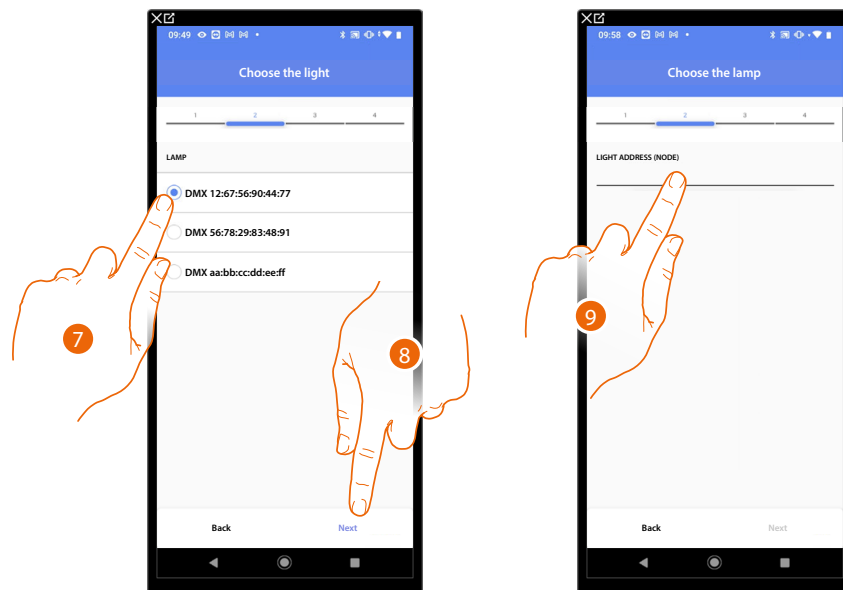 09:49
Choose the light
1 2 3 4
LAMP
DMX 12:67:56:90:44:77
DMX 56:78:29:83:48:91
DMX aa:bb:cc:dd:ee:ff
7
8
Back Next
09:58
Choose the lamp
1 2 3 4
LIGHT ADDRESS (NODE)
9
Back Next